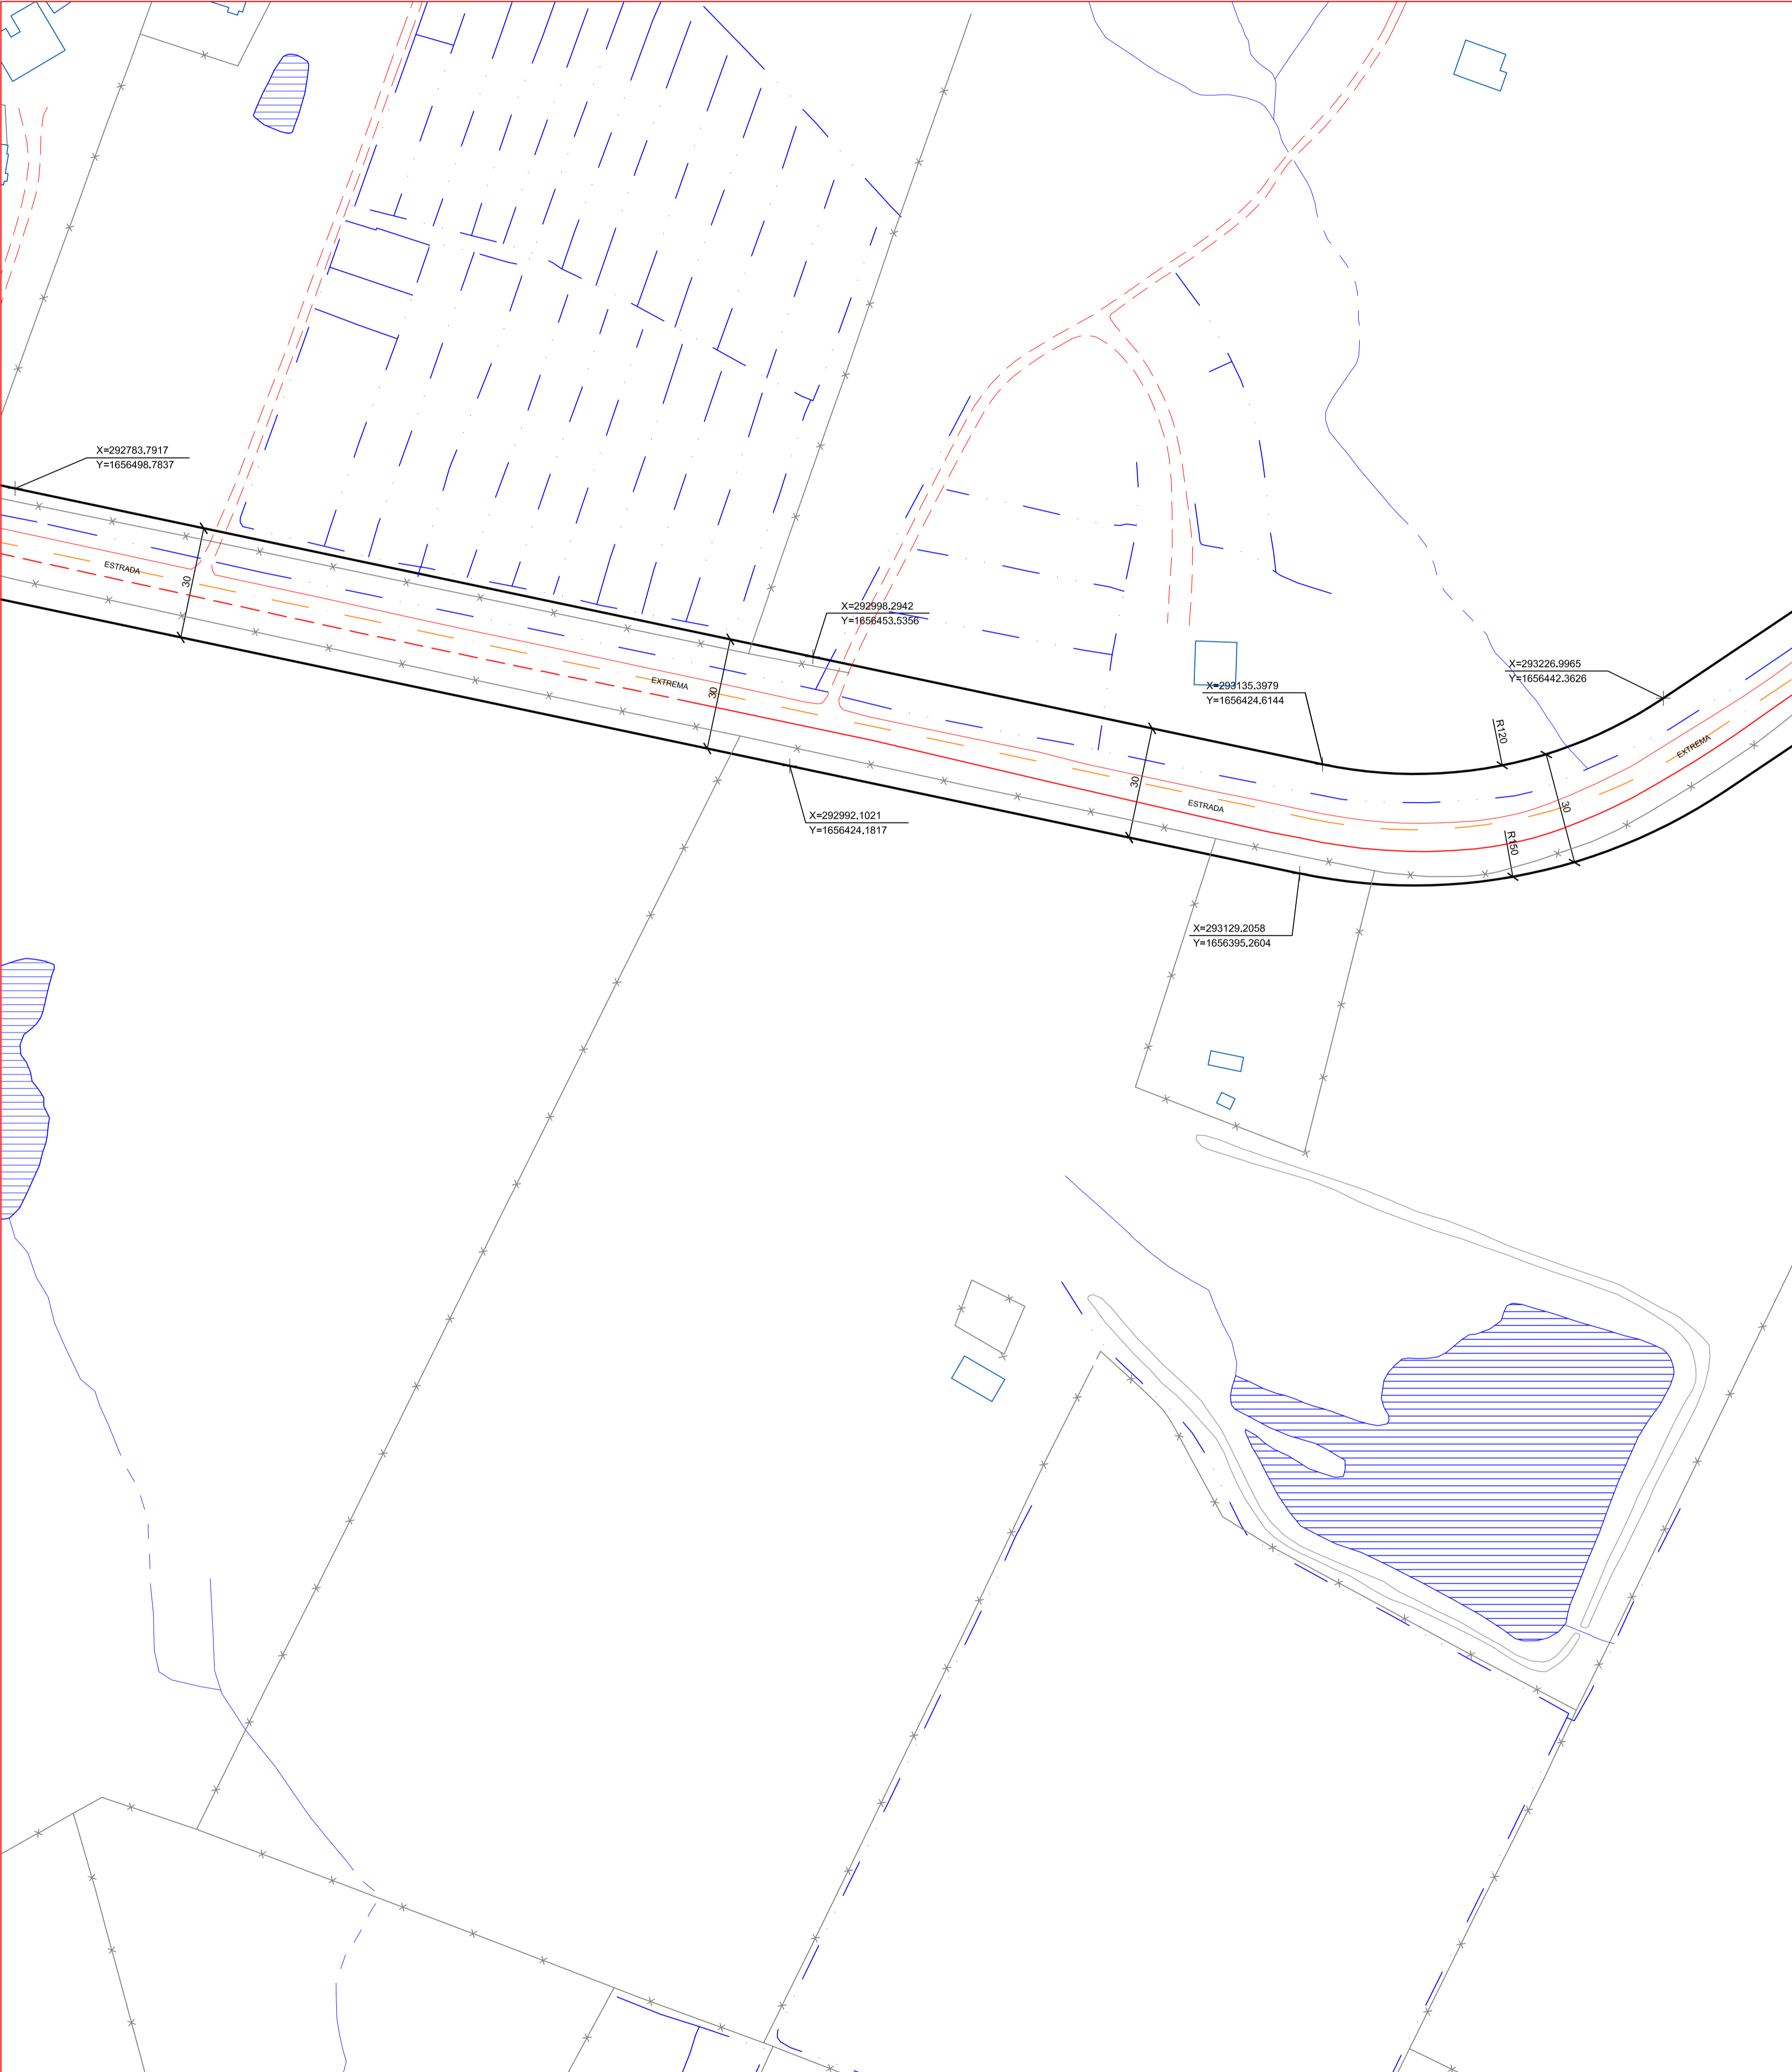 X=292783.7917
Y=1656498.7837
ESTRADA
30
X=292998.2942
Y=1656453.5356
EXTREMA
30
X=293135.3979
Y=1656424.6144
X=293226.9965
Y=1656442.3626
R120
EXTREMA
30
ESTRADA
30
R150
X=292992.1021
Y=1656424.1817
X=293129.2058
Y=1656395.2604